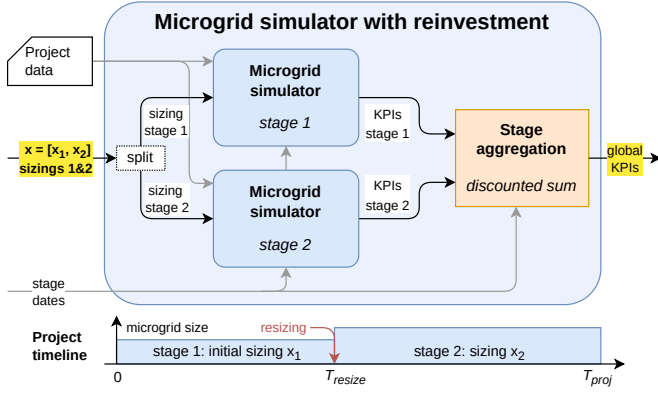 Microgrid simulator with reinvestment
Project
data
Microgrid
simulator
stage 1
sizing
stage 1
KPIs
stage 1
x = [x₁, x₂]
sizings 1&2
split
Stage
aggregation
discounted sum
global
KPIs
sizing
stage 2
Microgrid
simulator
stage 2
KPIs
stage 2
stage
dates
Project
timeline
microgrid size
resizing
stage 1: initial sizing x₁
stage 2: sizing x₂
0
T_resize
T_proj